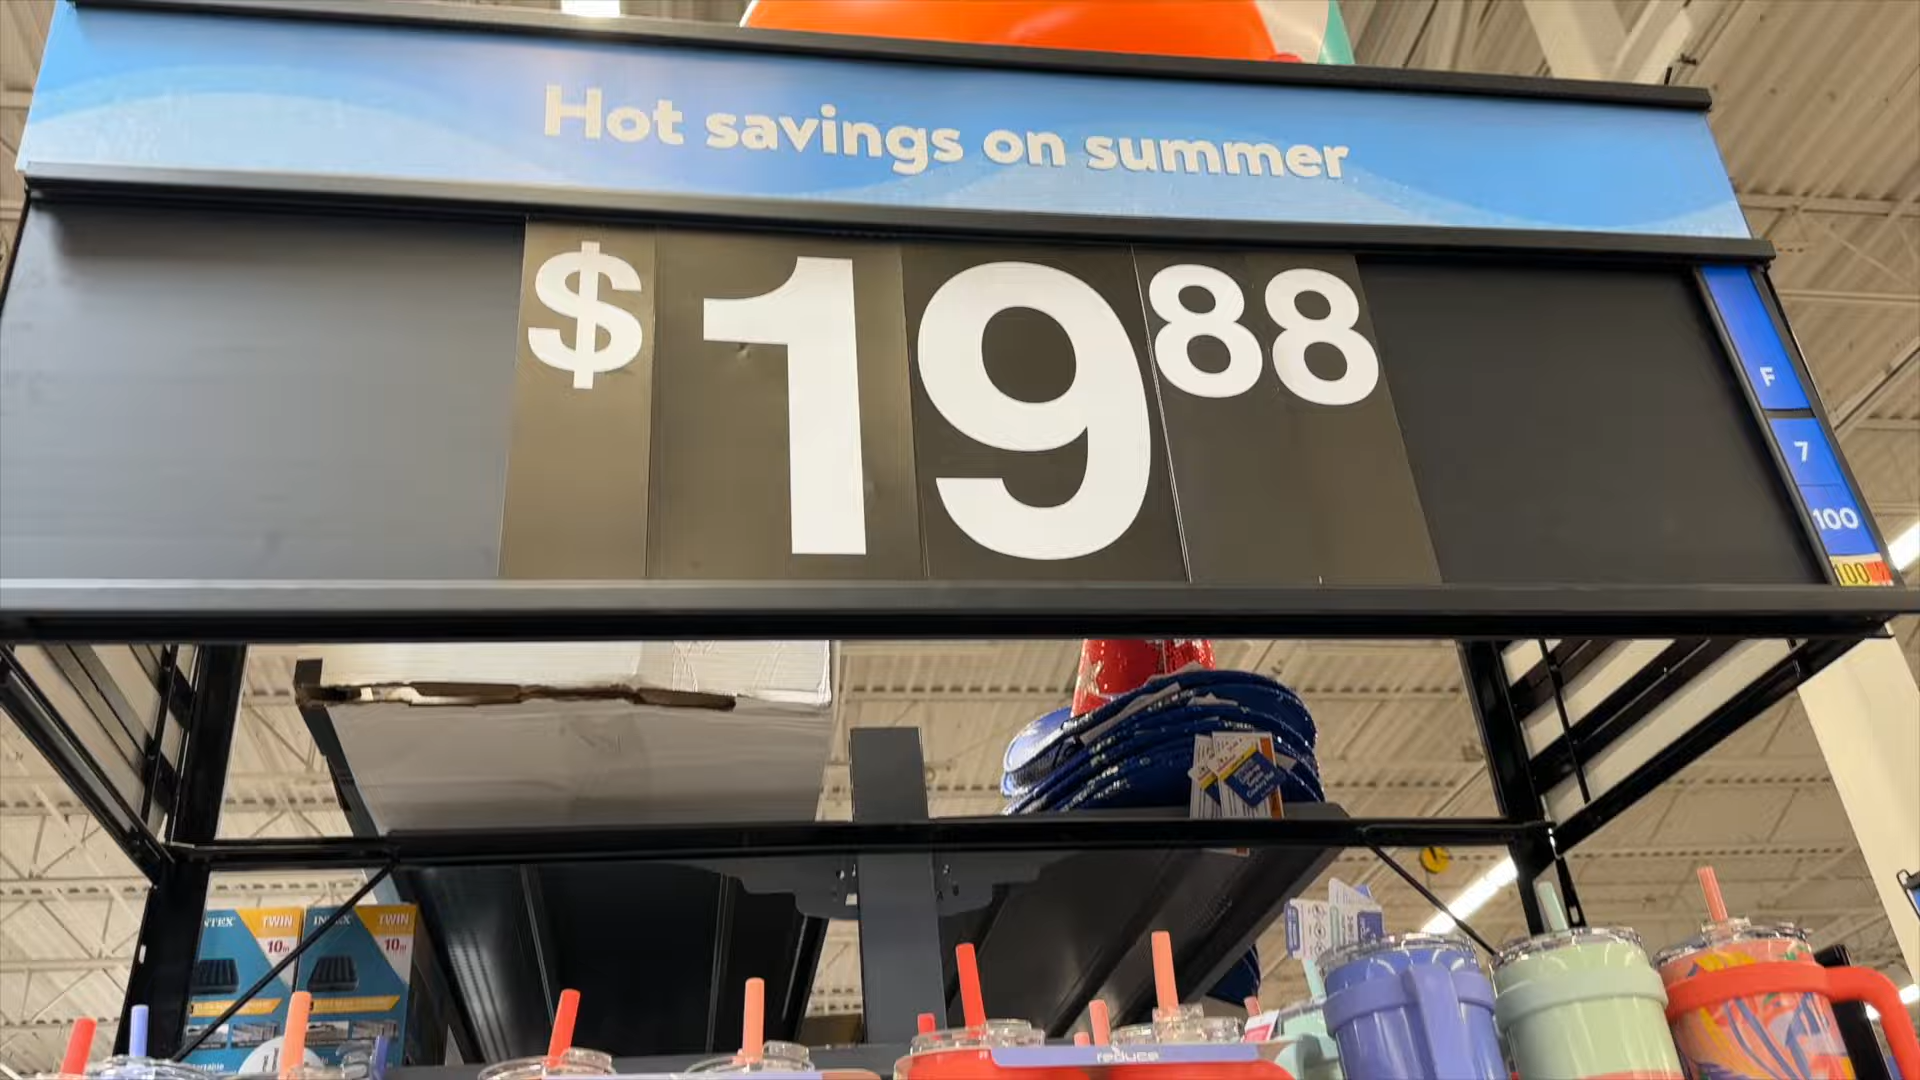 Hot savings on summer
$19 88
F
7
100
100
INTEX TWIN
10in
TWIN
10in
reduce